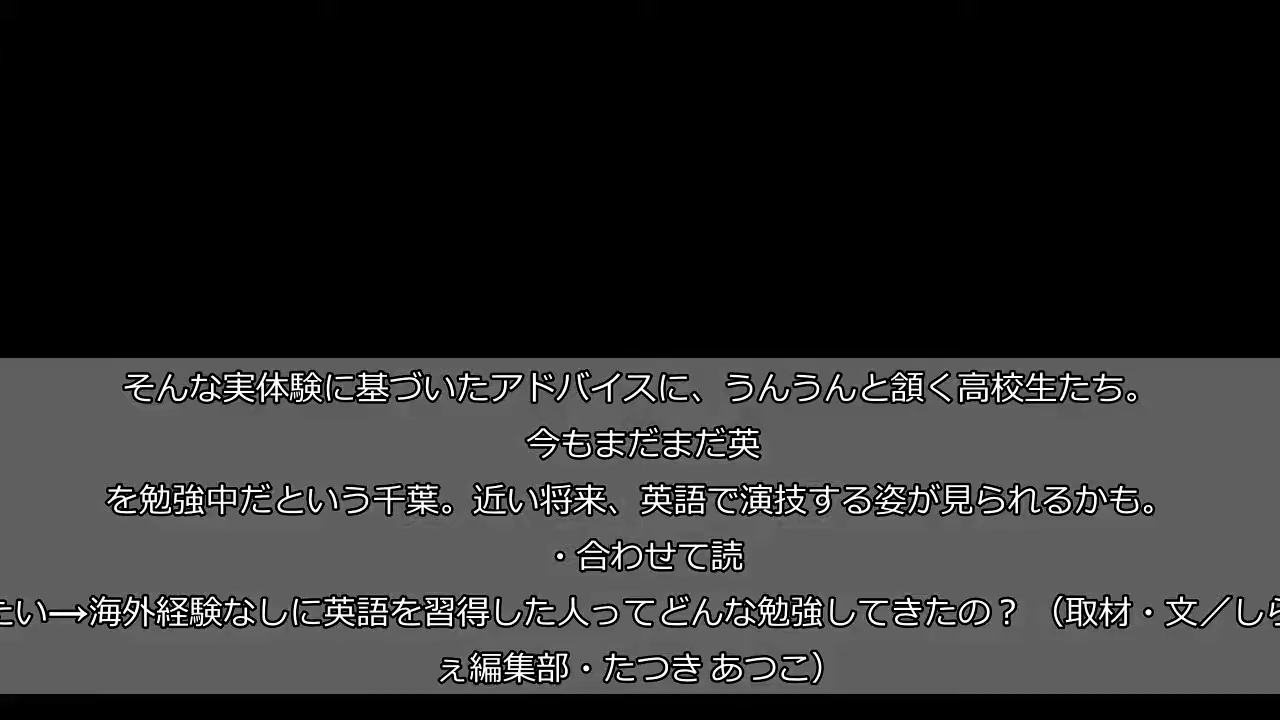 そんな実体験に基づいたアドバイスに、うんうんと頷く高校生たち。
今もまだまだ英
を勉強中だという千葉。近い将来、英語で演技する姿が見られるかも。
・合わせて読
たい→海外経験なしに英語を習得した人ってどんな勉強してきたの？ （取材・文／しら
ぇ編集部・たつき あつこ）